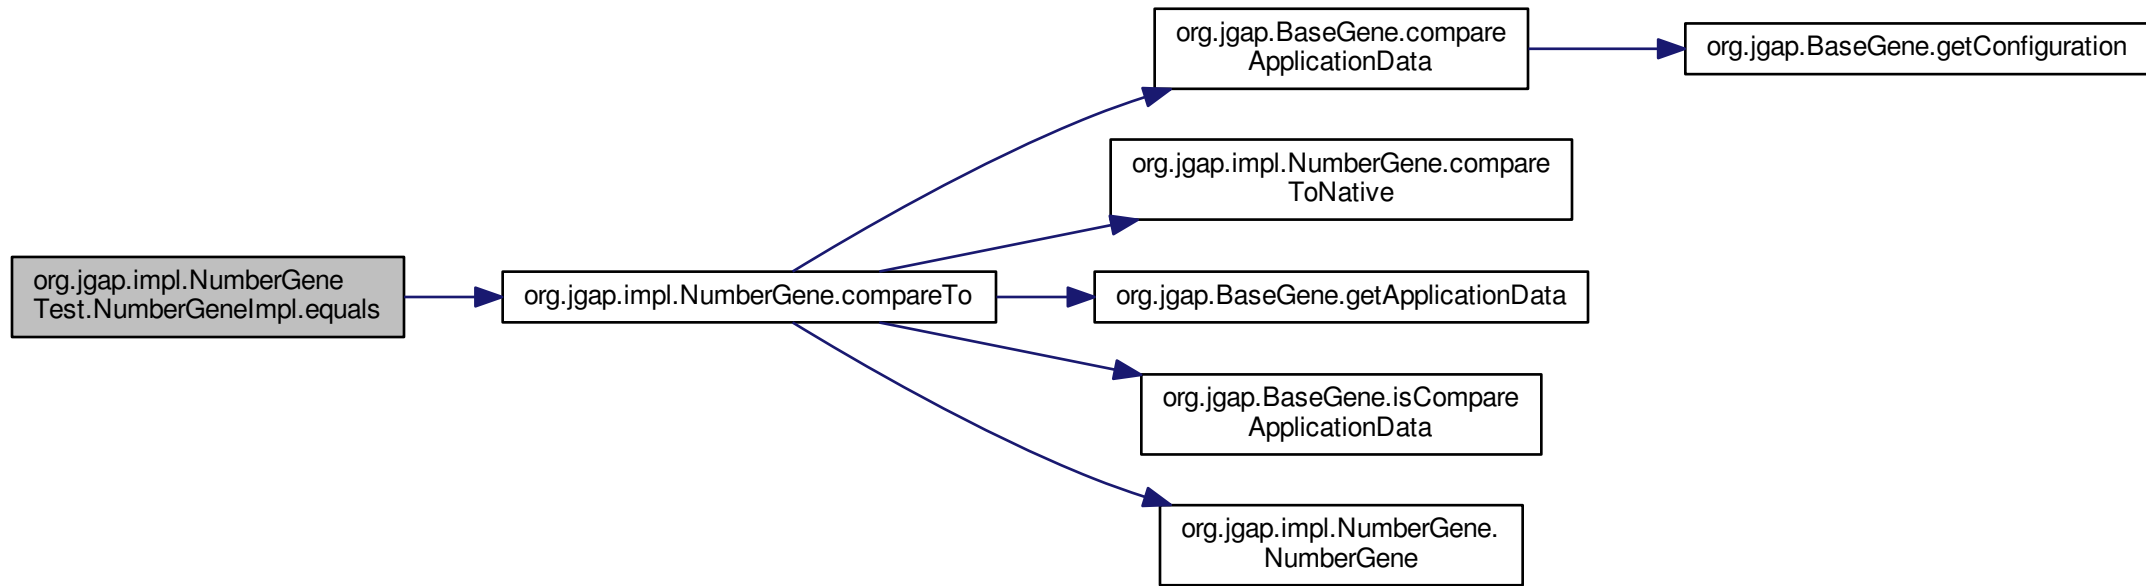 org.jgap.impl.NumberGene
Test.NumberGeneImpl.equals
org.jgap.impl.NumberGene.compareTo
org.jgap.BaseGene.compare
ApplicationData
org.jgap.BaseGene.getConfiguration
org.jgap.impl.NumberGene.compare
ToNative
org.jgap.BaseGene.getApplicationData
org.jgap.BaseGene.isCompare
ApplicationData
org.jgap.impl.NumberGene.
NumberGene